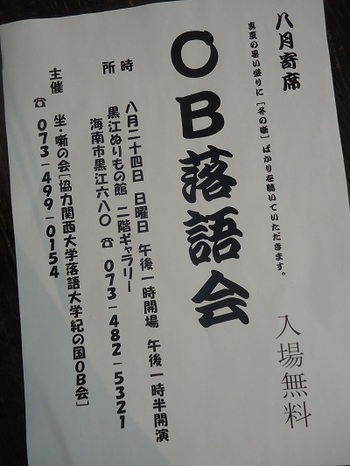 八月寄席
真夏の暑い盛りに[冬の噺]ばかりを聴いていただきます。
入場無料
OB落語会
時 八月二十四日 日曜日 午後一時開場 午後一時半開演
所 黒江ぬりもの館 二階ギャラリー
海南市黒江六八〇 ☎073-482-5321
主催 坐・噺の会[協力関西大学落語大学紀の国OB会]
☎073-499-0154